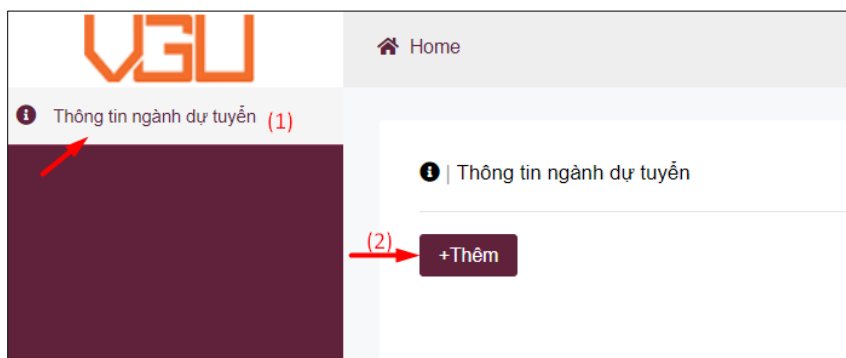 VGU
Home
Thông tin ngành dự tuyển (1)
| Thông tin ngành dự tuyển
(2)
+Thêm